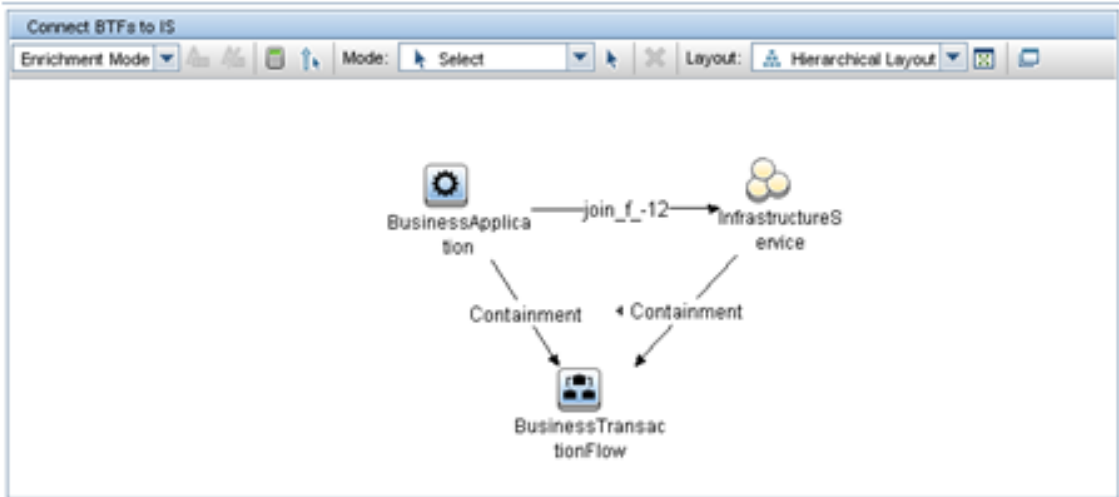 Connect BTFs to IS
Enrichment Mode Mode: Select Layout: Hierarchical Layout
BusinessApplica
tion
join_f_-12
InfrastructureS
ervice
Containment
Containment
BusinessTransac
tionFlow